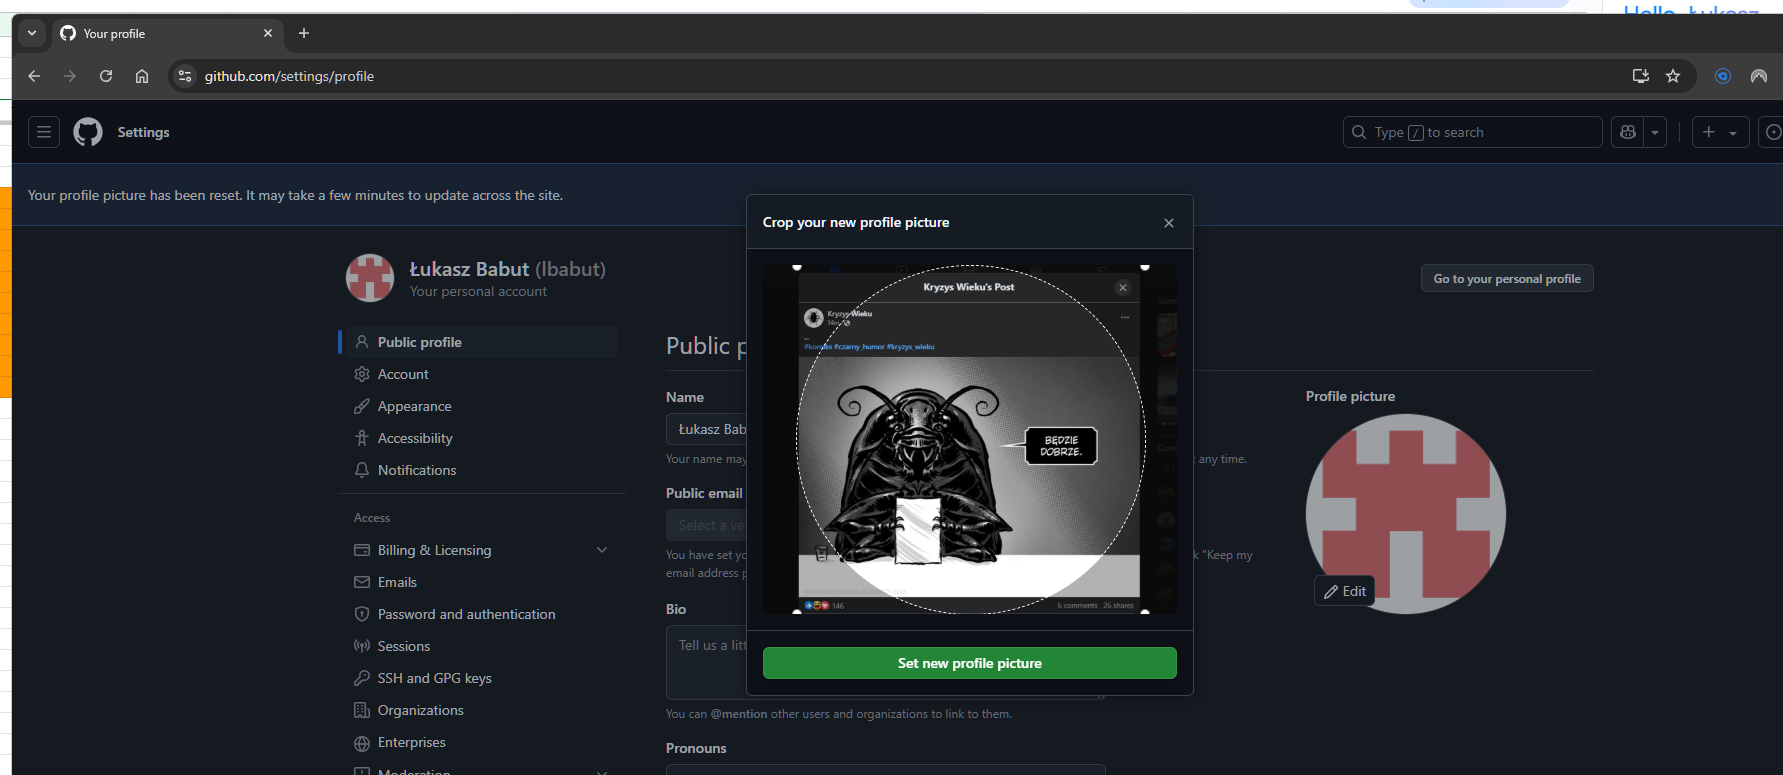 Hello, Łukasz
Your profile
github.com/settings/profile
Settings
Type / to search
Your profile picture has been reset. It may take a few minutes to update across the site.
Łukasz Babut (lbabut)
Your personal account
Go to your personal profile
Public profile
Account
Appearance
Accessibility
Notifications
Access
Billing & Licensing
Emails
Password and authentication
Sessions
SSH and GPG keys
Organizations
Enterprises
Moderation
Public p
Name
Łukasz Bab
Your name may
t any time.
Public email
Select a ve
You have set yo
k "Keep my
email address p
Bio
Tell us a litt
You can @mention other users and organizations to link to them.
Pronouns
Profile picture
Edit
Crop your new profile picture
Kryzys Wieku's Post
Kryzys Wieku
#komiks #czarny_humor #kryzys_wieku
BĘDZIE
DOBRZE.
146
6 comments 26 shares
Set new profile picture